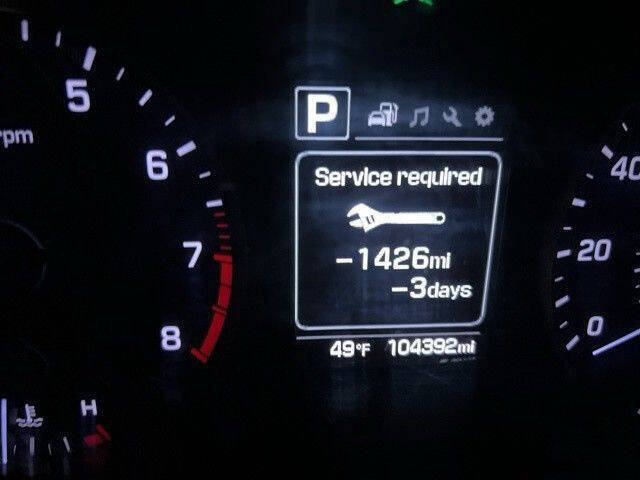 rpm
5
6
7
8
H
P
Service required
-1426mi
-3days
49°F 104392mi
40
20
0